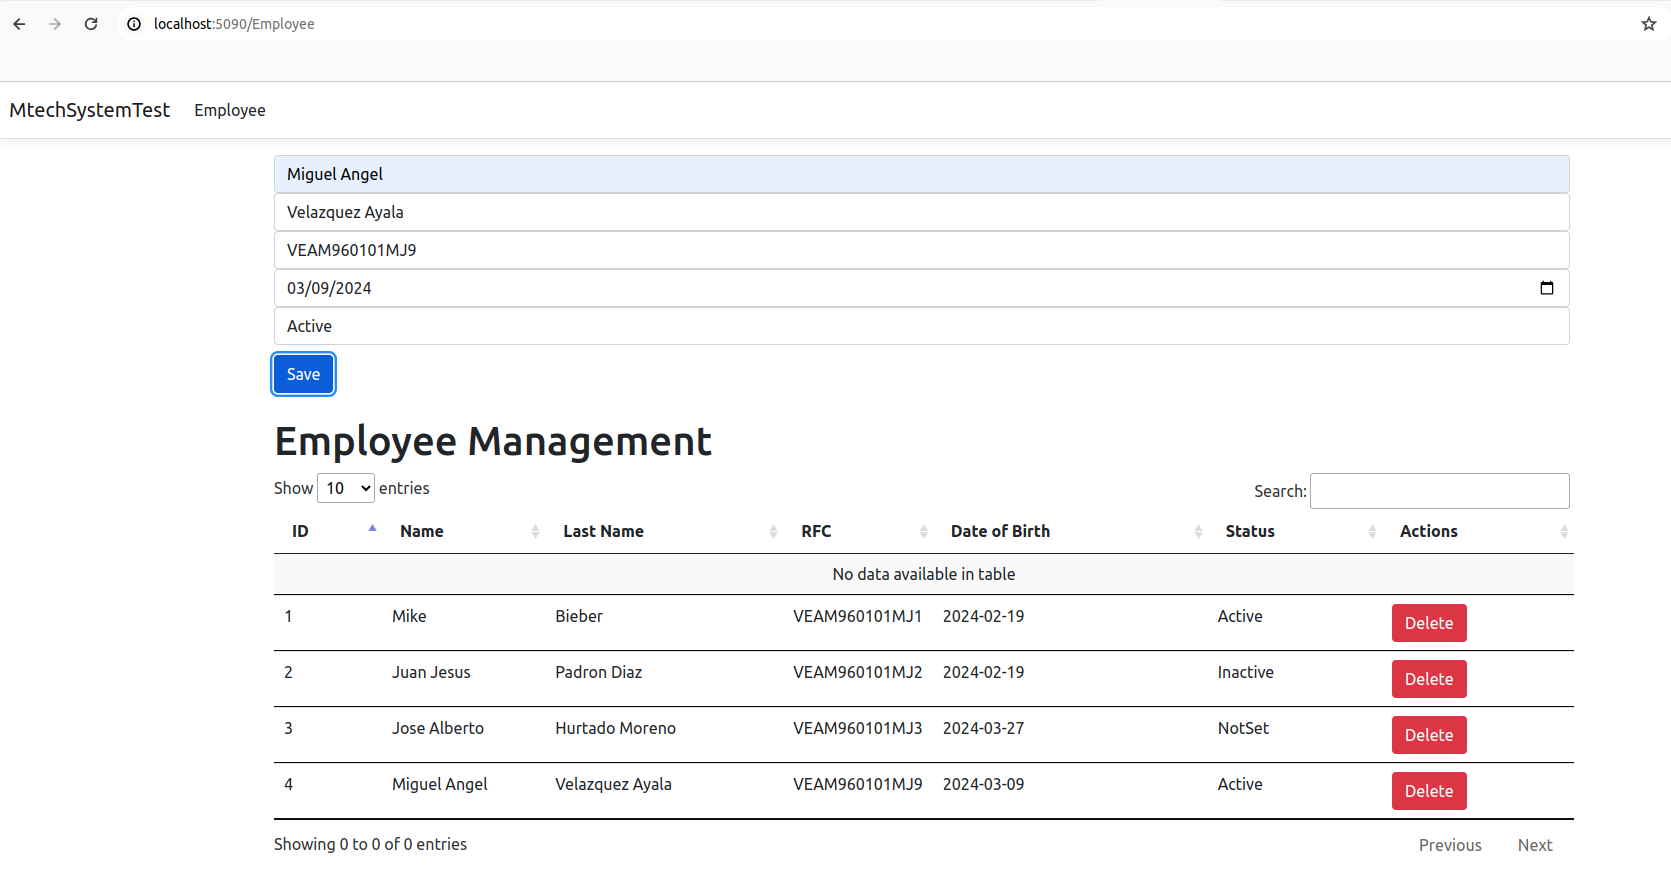 localhost:5090/Employee
MtechSystemTest Employee
Miguel Angel
Velazquez Ayala
VEAM960101MJ9
03/09/2024
Active
Save
Employee Management
Show 10 entries Search:
ID Name Last Name RFC Date of Birth Status Actions
No data available in table
1 Mike Bieber VEAM960101MJ1 2024-02-19 Active Delete
2 Juan Jesus Padron Diaz VEAM960101MJ2 2024-02-19 Inactive Delete
3 Jose Alberto Hurtado Moreno VEAM960101MJ3 2024-03-27 NotSet Delete
4 Miguel Angel Velazquez Ayala VEAM960101MJ9 2024-03-09 Active Delete
Showing 0 to 0 of 0 entries Previous Next